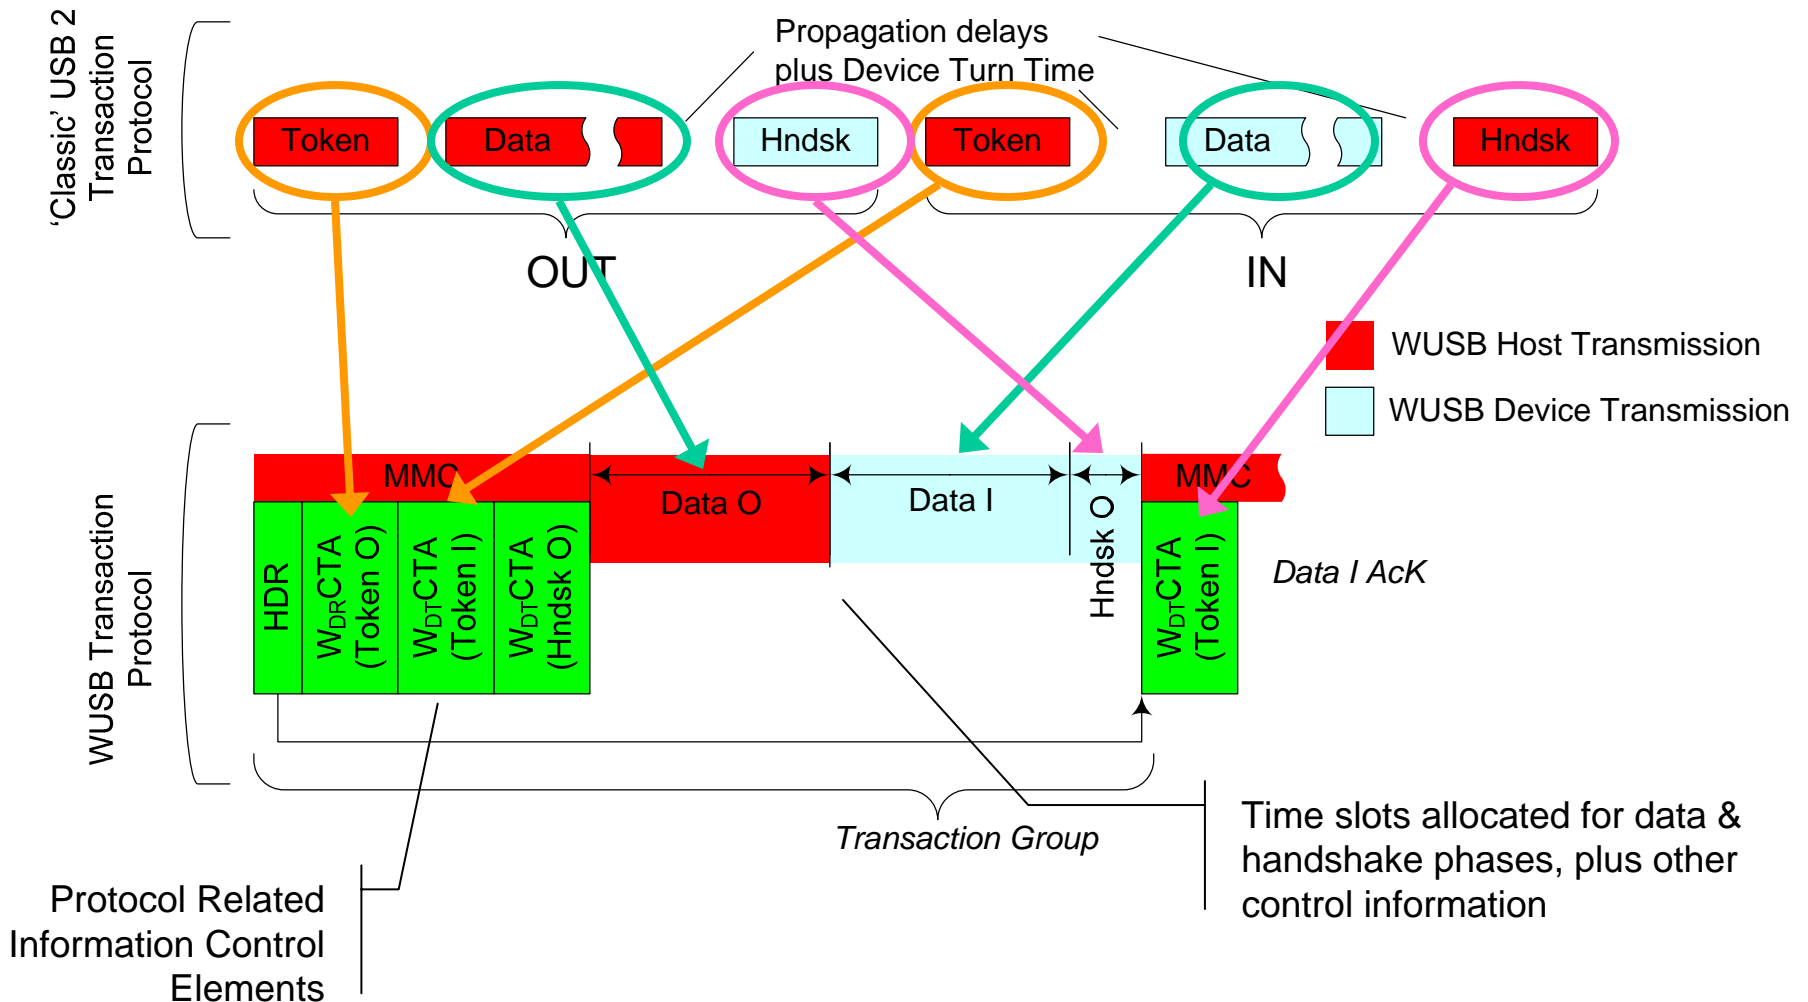 'Classic' USB 2
Transaction
Protocol
Propagation delays
plus Device Turn Time
Token
Data
Hndsk
Token
Data
Hndsk
OUT
IN
WUSB Host Transmission
WUSB Device Transmission
WUSB Transaction
Protocol
MMC
Data O
Data I
Hndsk O
MMC
HDR
WDRCTA
(Token O)
WDTCTA
(Token I)
WDTCTA
(Hndsk O)
WDTCTA
(Token I)
Data I AcK
Transaction Group
Protocol Related
Information Control
Elements
Time slots allocated for data &
handshake phases, plus other
control information